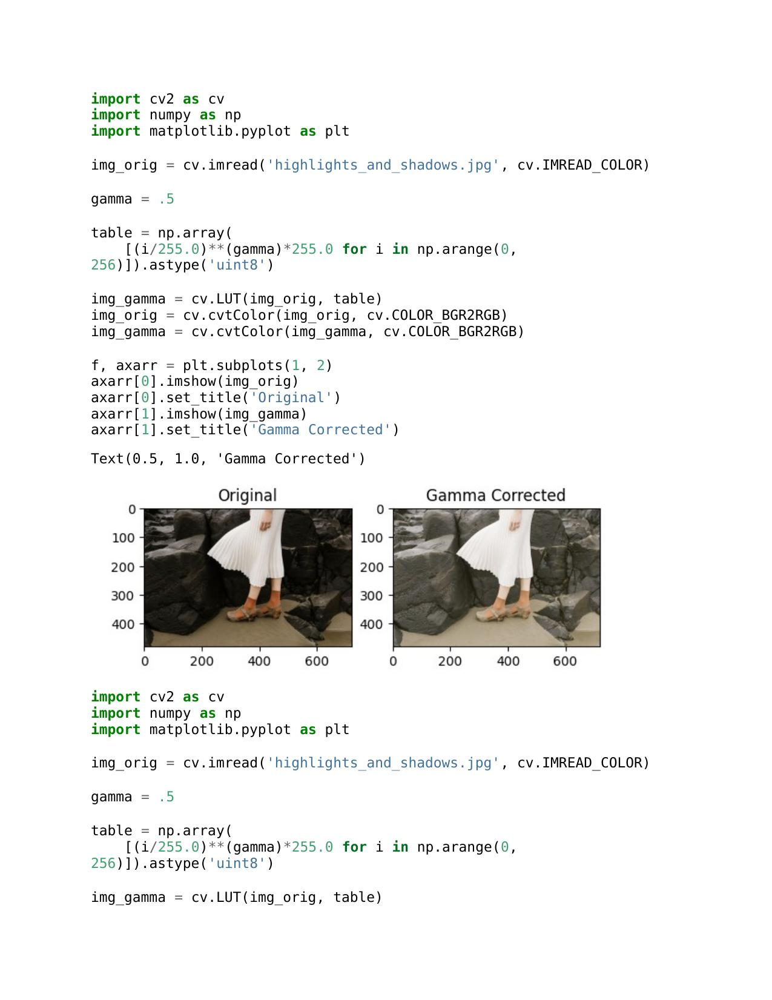 import cv2 as cv
import numpy as np
import matplotlib.pyplot as plt
img_orig = cv.imread('highlights_and_shadows.jpg', cv.IMREAD_COLOR)
gamma = .5
table = np.array(
    [(i/255.0)**(gamma)*255.0 for i in np.arange(0,
256)]).astype('uint8')
img_gamma = cv.LUT(img_orig, table)
img_orig = cv.cvtColor(img_orig, cv.COLOR_BGR2RGB)
img_gamma = cv.cvtColor(img_gamma, cv.COLOR_BGR2RGB)
f, axarr = plt.subplots(1, 2)
axarr[0].imshow(img_orig)
axarr[0].set_title('Original')
axarr[1].imshow(img_gamma)
axarr[1].set_title('Gamma Corrected')
Text(0.5, 1.0, 'Gamma Corrected')
Original
0
100
200
300
400
0 200 400 600
Gamma Corrected
0
100
200
300
400
0 200 400 600
import cv2 as cv
import numpy as np
import matplotlib.pyplot as plt
img_orig = cv.imread('highlights_and_shadows.jpg', cv.IMREAD_COLOR)
gamma = .5
table = np.array(
    [(i/255.0)**(gamma)*255.0 for i in np.arange(0,
256)]).astype('uint8')
img_gamma = cv.LUT(img_orig, table)